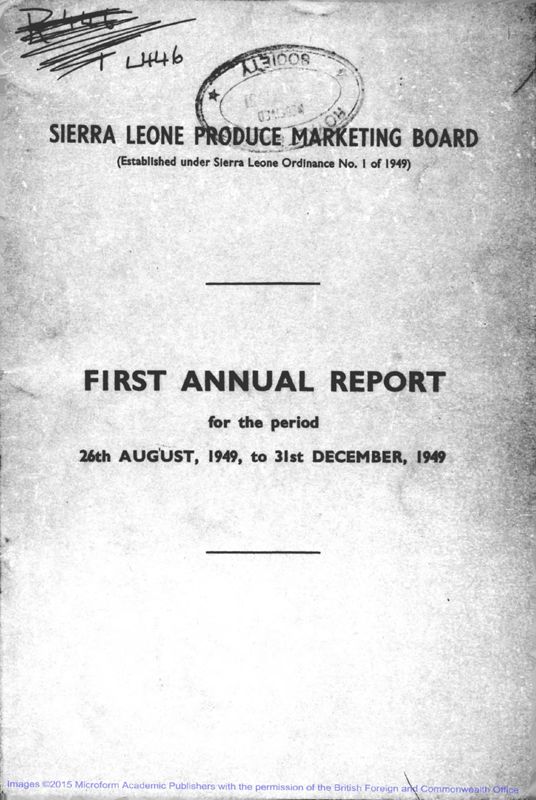 L446
SOCIETY
SIERRA LEONE PRODUCE MARKETING BOARD
(Established under Sierra Leone Ordinance No. 1 of 1949)
FIRST ANNUAL REPORT
for the period
26th AUGUST, 1949, to 31st DECEMBER, 1949
Images ©2015 Microform Academic Publishers with the permission of the British Foreign and Commonwealth Office